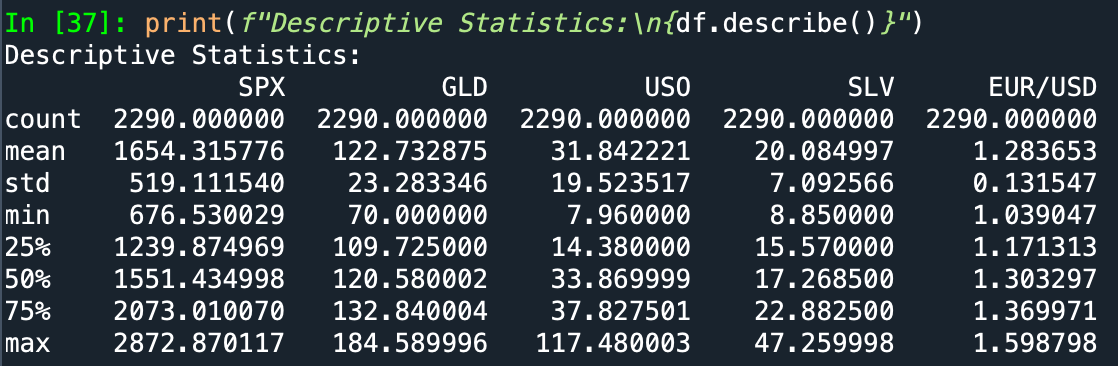 In [37]: print(f"Descriptive Statistics:\n{df.describe()}")
Descriptive Statistics:
               SPX          GLD          USO          SLV      EUR/USD
count  2290.000000  2290.000000  2290.000000  2290.000000  2290.000000
mean   1654.315776   122.732875    31.842221    20.084997     1.283653
std     519.111540    23.283346    19.523517     7.092566     0.131547
min     676.530029    70.000000     7.960000     8.850000     1.039047
25%    1239.874969   109.725000    14.380000    15.570000     1.171313
50%    1551.434998   120.580002    33.869999    17.268500     1.303297
75%    2073.010070   132.840004    37.827501    22.882500     1.369971
max    2872.870117   184.589996   117.480003    47.259998     1.598798